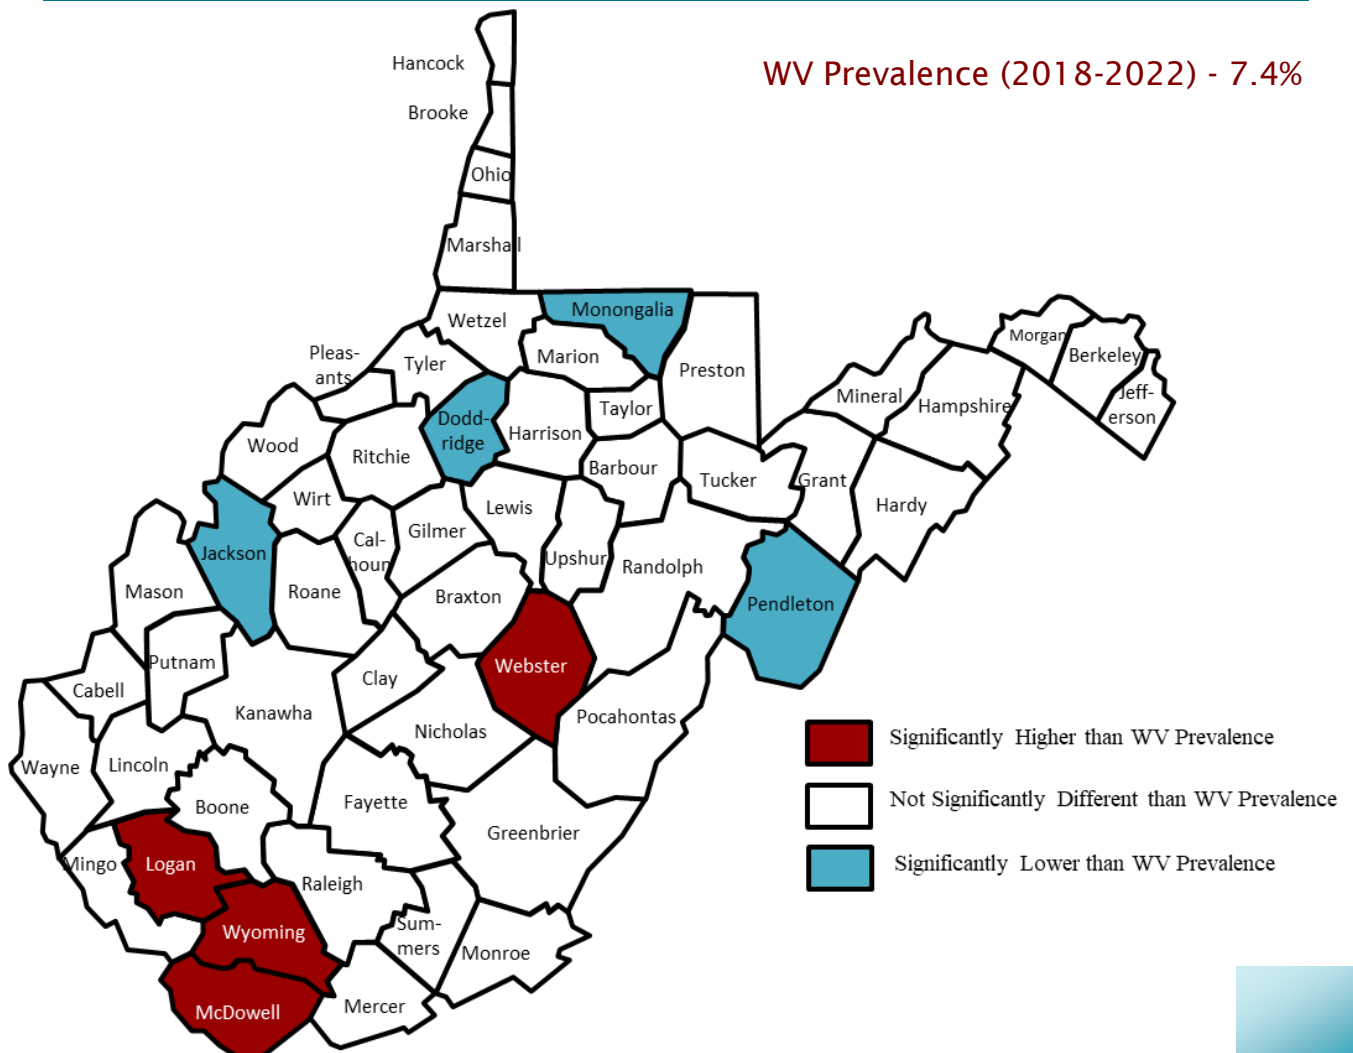 WV Prevalence (2018-2022) - 7.4%
Hancock
Brooke
Ohio
Marshall
Wetzel
Monongalia
Marion
Preston
Pleas-
ants
Tyler
Morgan
Berkeley
Jeff-
erson
Mineral
Hampshire
Wood
Ritchie
Dodd-
ridge
Harrison
Taylor
Barbour
Tucker
Grant
Hardy
Wirt
Lewis
Gilmer
Cal-
houn
Jackson
Roane
Mason
Braxton
Upshur
Randolph
Pendleton
Putnam
Cabell
Clay
Webster
Kanawha
Nicholas
Pocahontas
Wayne
Lincoln
Boone
Fayette
Greenbrier
Mingo
Logan
Raleigh
Wyoming
Sum-
mers
Monroe
McDowell
Mercer
Significantly Higher than WV Prevalence
Not Significantly Different than WV Prevalence
Significantly Lower than WV Prevalence